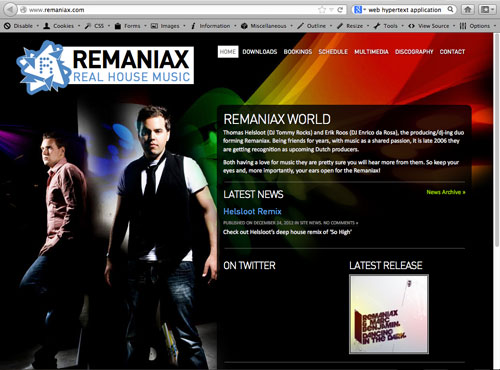 www.remaniax.com
web hypertext application
Disable Cookies CSS Forms Images Information Miscellaneous Outline Resize Tools View Source Options
REMANIAX
REAL HOUSE MUSIC
HOME DOWNLOADS BOOKINGS SCHEDULE MULTIMEDIA DISCOGRAPHY CONTACT
REMANIAX WORLD
Thomas Helsloot (DJ Tommy Rocks) and Erik Roos (DJ Enrico da Rosa), the producing/dj-ing duo
forming Remaniax. Being friends for years, with music as a shared passion, it is late 2006 they
are getting recognition as upcoming Dutch producers.
Both having a love for music they are pretty sure you will hear more from them. So keep your
eyes and, more importantly, your ears open for the Remaniax!
LATEST NEWS
News Archive »
Helsloot Remix
PUBLISHED ON DECEMBER 24, 2012 IN SITE NEWS. NO COMMENTS »
Check out Helsloot's deep house remix of 'So High'
ON TWITTER
LATEST RELEASE
REMANIAX
& MARC
BENJAMIN.
DANCING
IN THE DARK.